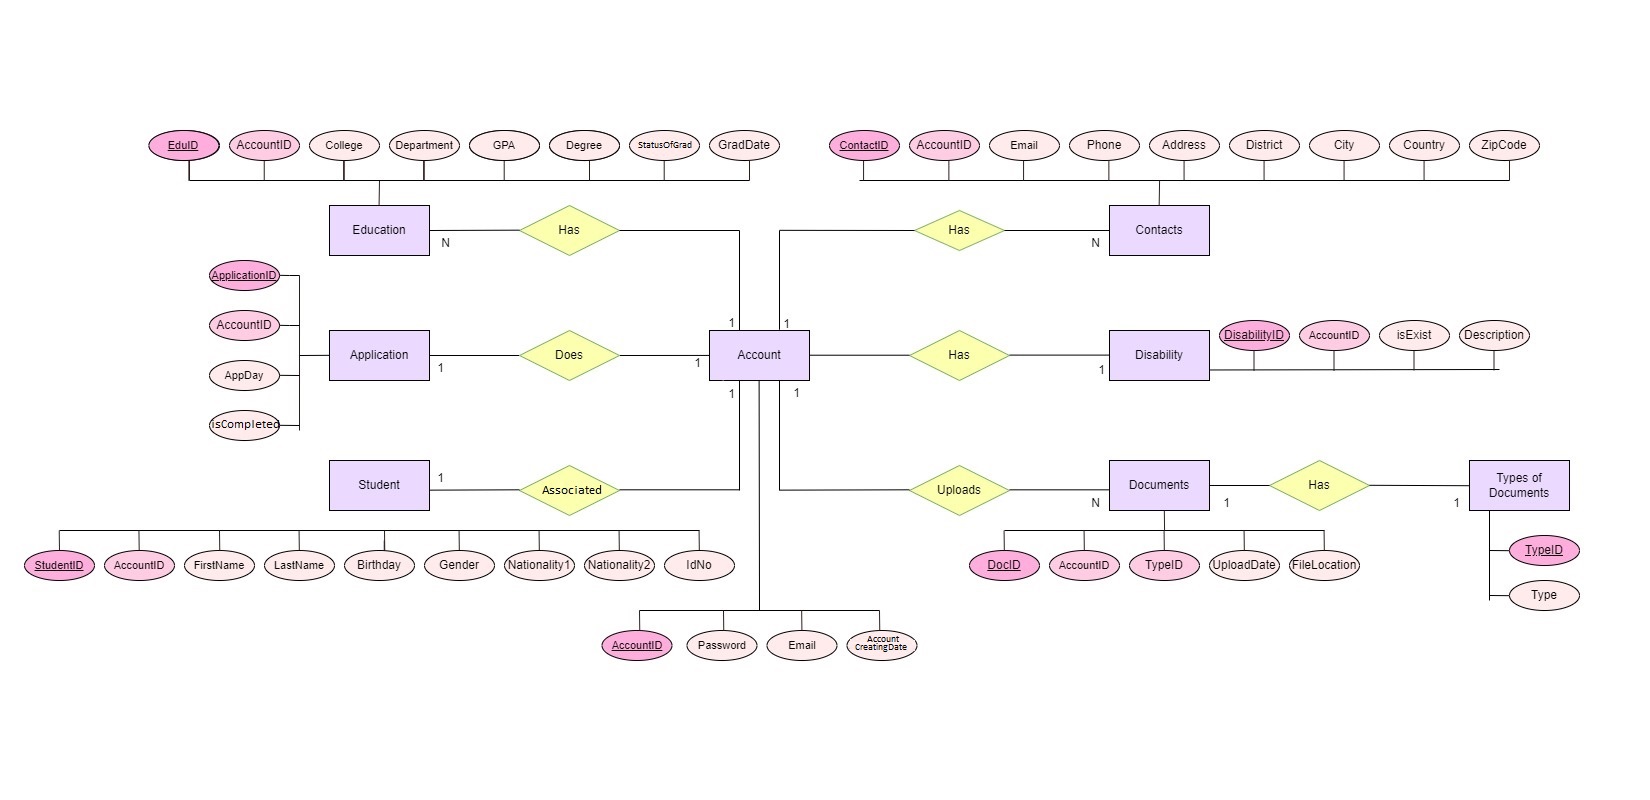 EduID
AccountID
College
Department
GPA
Degree
StatusOfGrad
GradDate
ContactID
AccountID
Email
Phone
Address
District
City
Country
ZipCode
Education
N
Has
Has
N
Contacts
ApplicationID
AccountID
AppDay
isCompleted
1
1
Application
1
Does
1
Account
Has
1
Disability
DisabilityID
AccountID
isExist
Description
1
1
Student
1
Associated
Uploads
N
Documents
1
Has
1
Types of
Documents
StudentID
AccountID
FirstName
LastName
Birthday
Gender
Nationality1
Nationality2
IdNo
DocID
AccountID
TypeID
UploadDate
FileLocation
TypeID
Type
AccountID
Password
Email
Account
CreatingDate